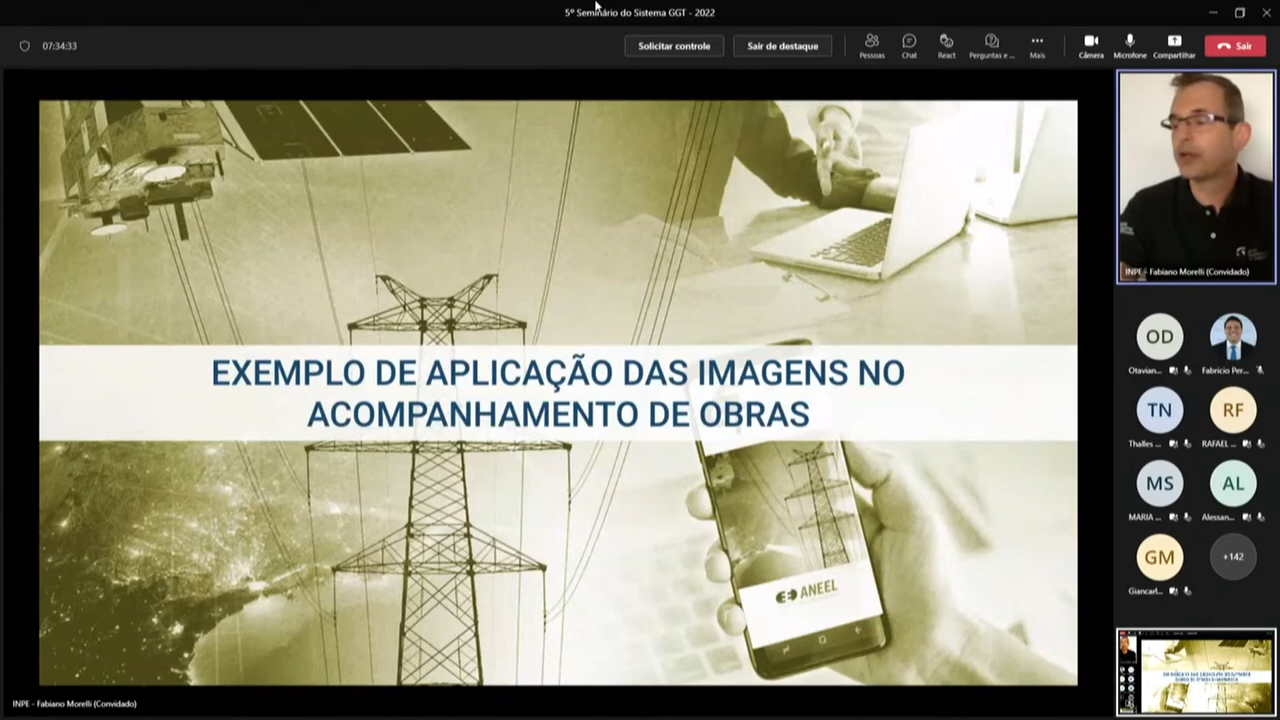 5º Seminário do Sistema GGT - 2022
07:34:33
Solicitar controle
Sair de destaque
Pessoas
Chat
React
Perguntas e ...
Mais
Câmera
Microfone
Compartilhar
Sair
EXEMPLO DE APLICAÇÃO DAS IMAGENS NO
ACOMPANHAMENTO DE OBRAS
ANEEL
INPE - Fabiano Morelli (Convidado)
OD
Otavian...
Fabricio Per...
TN
Thalles ...
RF
RAFAEL ...
MS
MARIA ...
AL
Alessan...
GM
Giancarl...
+142
INPE - Fabiano Morelli (Convidado)